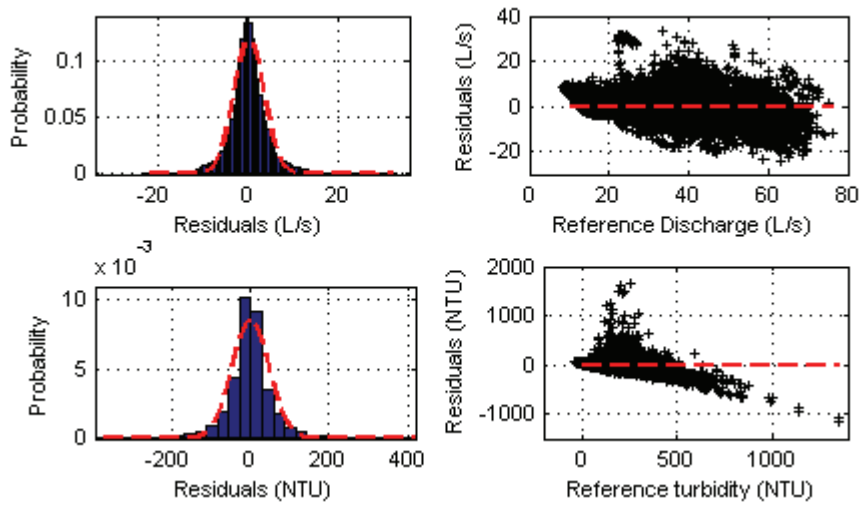 0.1
0.05
0
Probability
-20 0 20
Residuals (L/s)
40
20
0
-20
Residuals (L/s)
0 20 40 60 80
Reference Discharge (L/s)
x 10
-3
10
5
0
Probability
-200 0 200 400
Residuals (NTU)
2000
1000
0
-1000
Residuals (NTU)
0 500 1000
Reference turbidity (NTU)